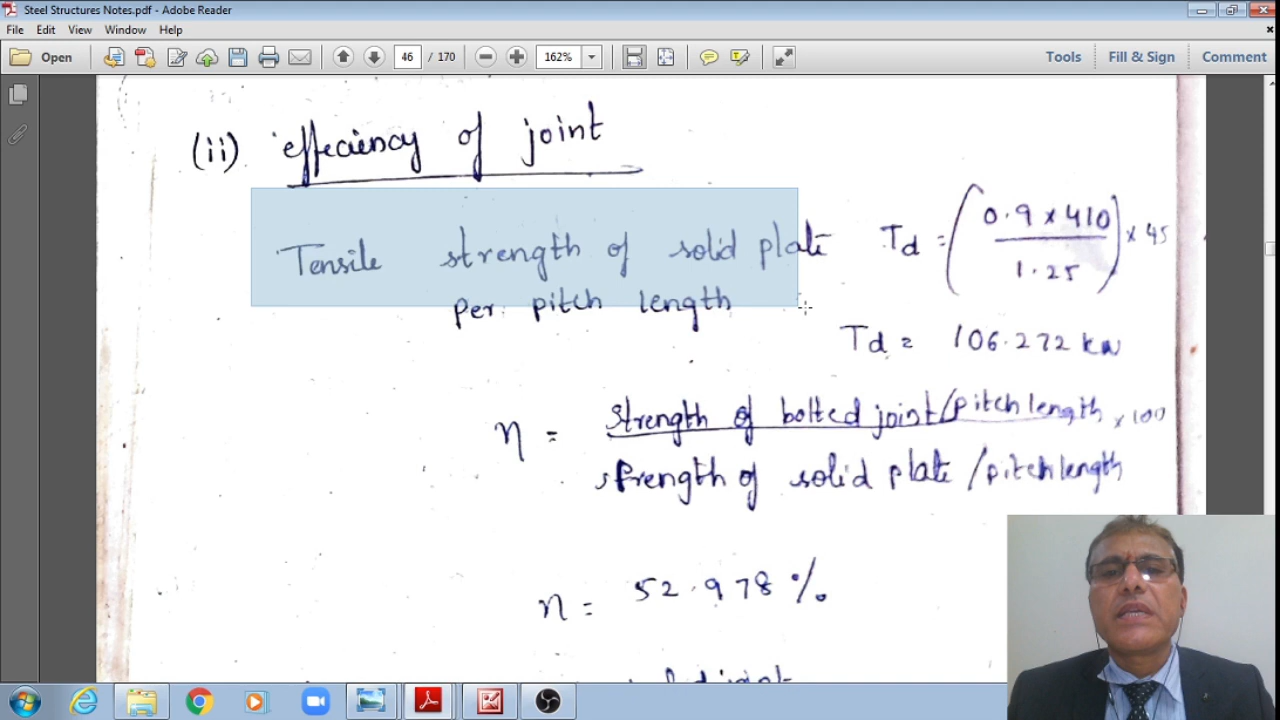 Steel Structures Notes.pdf - Adobe Reader
File Edit View Window Help
Open 46 / 170 162% Tools Fill & Sign Comment
(ii) effeciency of joint
Tensile strength of solid plate Td = (0.9 x 410 / 1.25) x 45
per pitch length
Td = 106.272 kN
η = strength of bolted joint/pitch length x 100
strength of solid plate /pitch length
η = 52.978 %